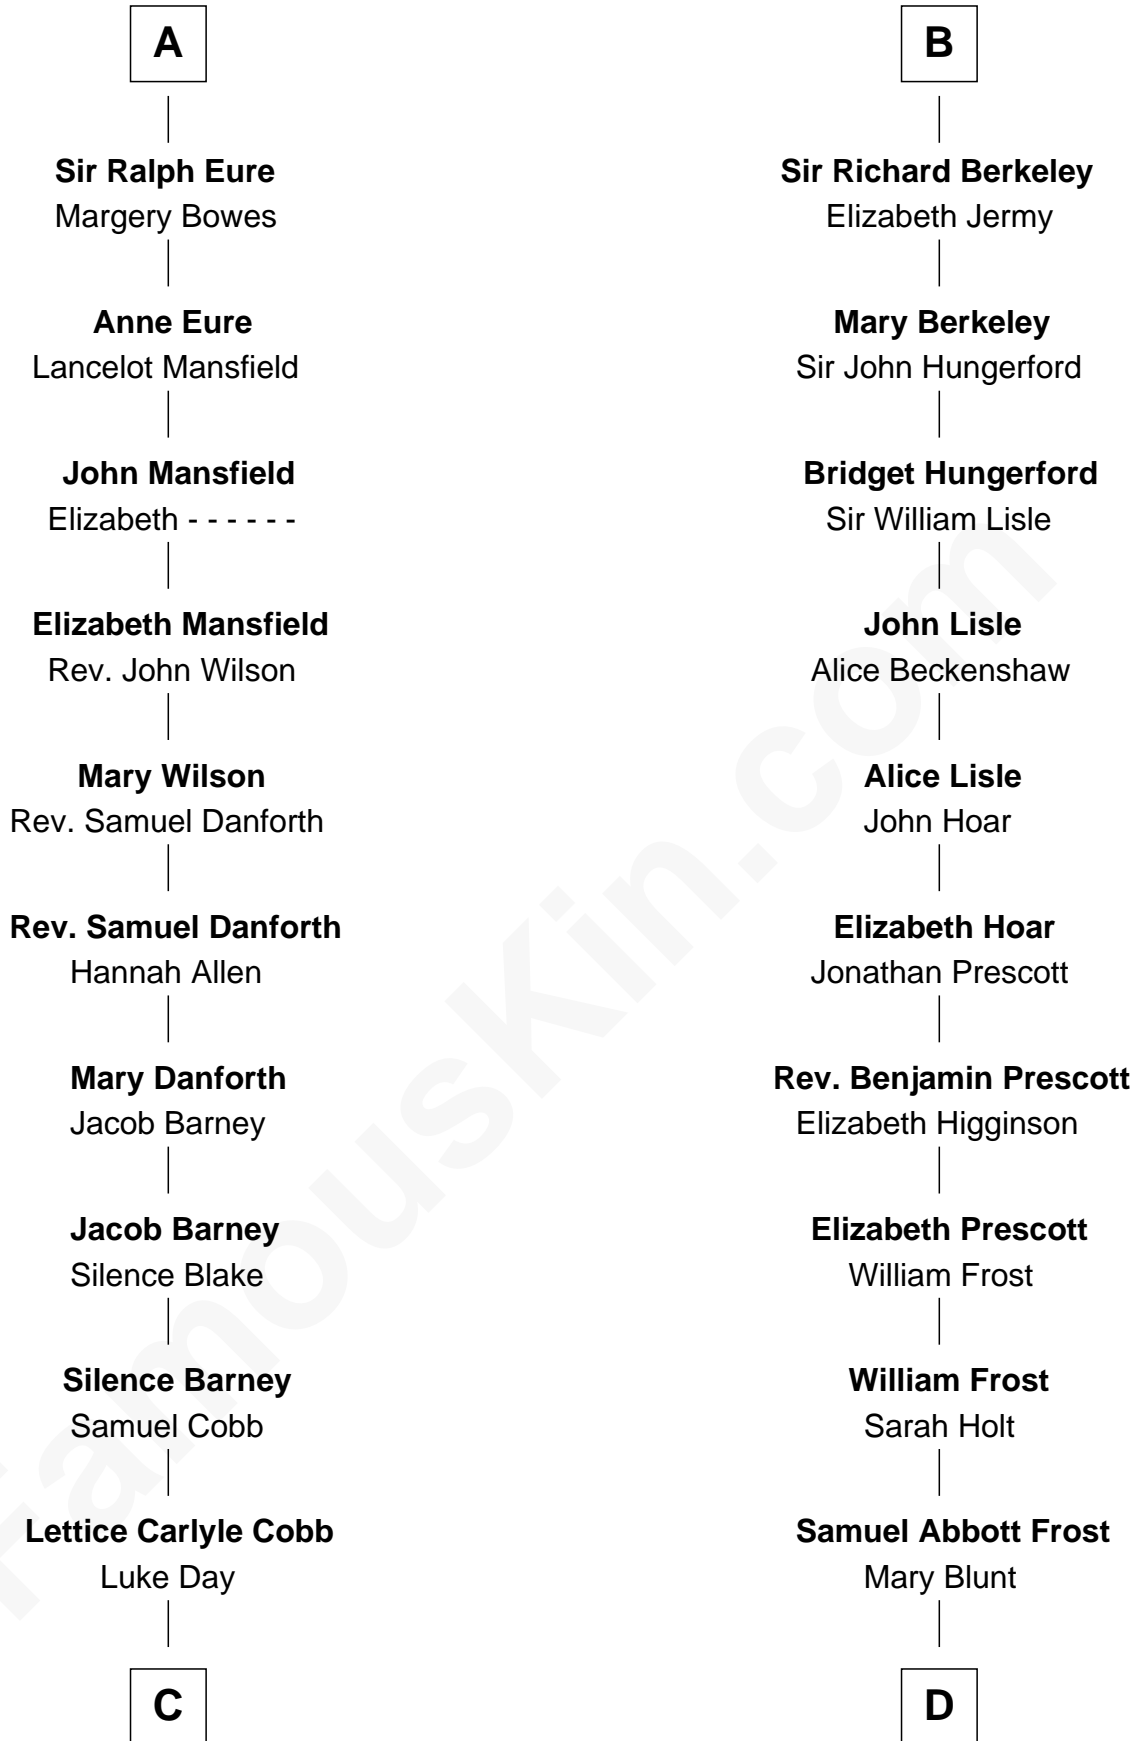 A
Sir Ralph Eure
Margery Bowes
Anne Eure
Lancelot Mansfield
John Mansfield
Elizabeth - - - - - -
Elizabeth Mansfield
Rev. John Wilson
Mary Wilson
Rev. Samuel Danforth
Rev. Samuel Danforth
Hannah Allen
Mary Danforth
Jacob Barney
Jacob Barney
Silence Blake
Silence Barney
Samuel Cobb
Lettice Carlyle Cobb
Luke Day
C
B
Sir Richard Berkeley
Elizabeth Jermy
Mary Berkeley
Sir John Hungerford
Bridget Hungerford
Sir William Lisle
John Lisle
Alice Beckenshaw
Alice Lisle
John Hoar
Elizabeth Hoar
Jonathan Prescott
Rev. Benjamin Prescott
Elizabeth Higginson
Elizabeth Prescott
William Frost
William Frost
Sarah Holt
Samuel Abbott Frost
Mary Blunt
D
FamousKin.com